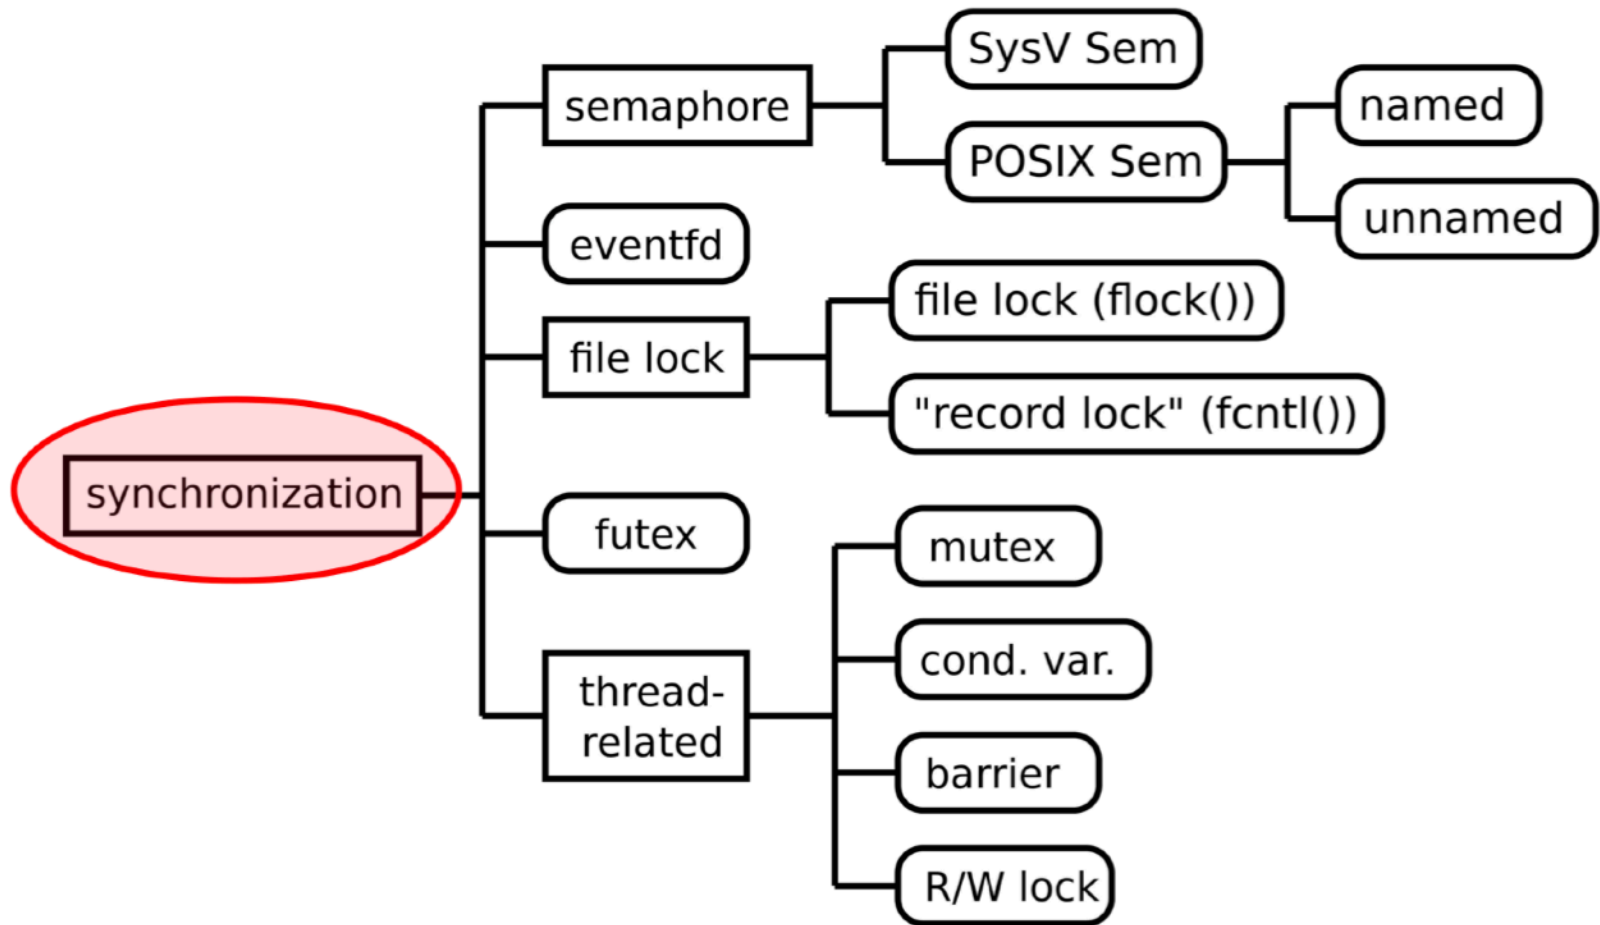 SysV Sem
semaphore
named
POSIX Sem
unnamed
eventfd
file lock (flock())
file lock
"record lock" (fcntl())
synchronization
futex
mutex
cond. var.
thread-
related
barrier
R/W lock